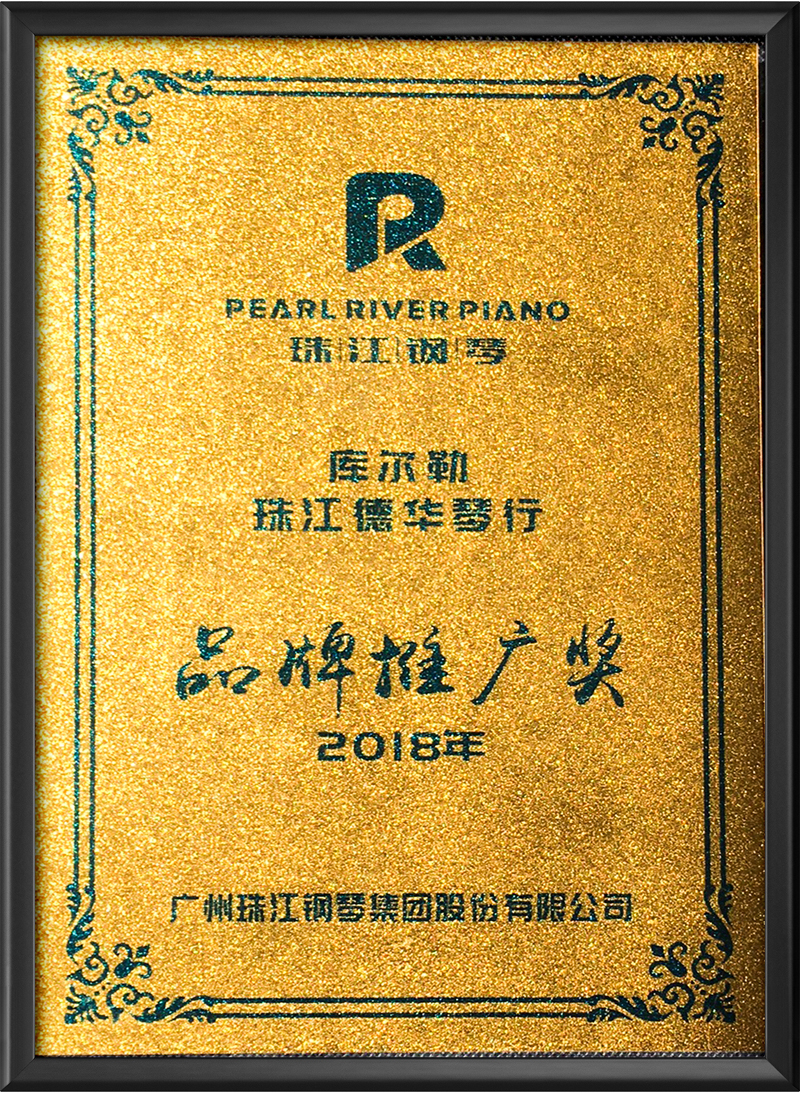 PEARL RIVER PIANO
珠江钢琴
库尔勒
珠江德华琴行
品牌推广奖
2018年
广州珠江钢琴集团股份有限公司